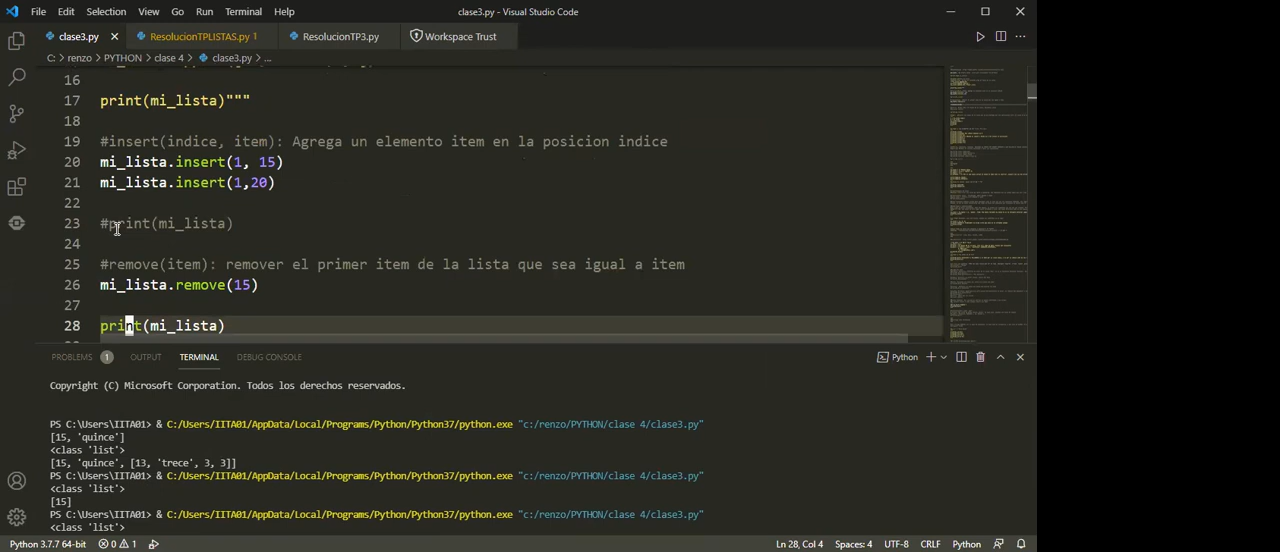 File Edit Selection View Go Run Terminal Help clase3.py - Visual Studio Code
clase3.py ResolucionTPLISTAS.py 1 ResolucionTP3.py Workspace Trust
C: > renzo > PYTHON > clase 4 > clase3.py > ...
16
17 print(mi_lista)"""
18
19 #insert(indice, item): Agrega un elemento item en la posicion indice
20 mi_lista.insert(1, 15)
21 mi_lista.insert(1,20)
22
23 #print(mi_lista)
24
25 #remove(item): remover el primer item de la lista q sea igual a item
26 mi_lista.remove(15)
27
28 print(mi_lista)
PROBLEMS 1 OUTPUT TERMINAL DEBUG CONSOLE Python
Copyright (C) Microsoft Corporation. Todos los derechos reservados.
PS C:\Users\IITA01> & C:/Users/IITA01/AppData/Local/Programs/Python/Python37/python.exe "c:/renzo/PYTHON/clase 4/clase3.py"
[15, 'quince']
<class 'list'>
[15, 'quince', [13, 'trece', 3, 3]]
PS C:\Users\IITA01> & C:/Users/IITA01/AppData/Local/Programs/Python/Python37/python.exe "c:/renzo/PYTHON/clase 4/clase3.py"
<class 'list'>
[15]
PS C:\Users\IITA01> & C:/Users/IITA01/AppData/Local/Programs/Python/Python37/python.exe "c:/renzo/PYTHON/clase 4/clase3.py"
<class 'list'>
Python 3.7.7 64-bit 0 1 Ln 28, Col 4 Spaces: 4 UTF-8 CRLF Python